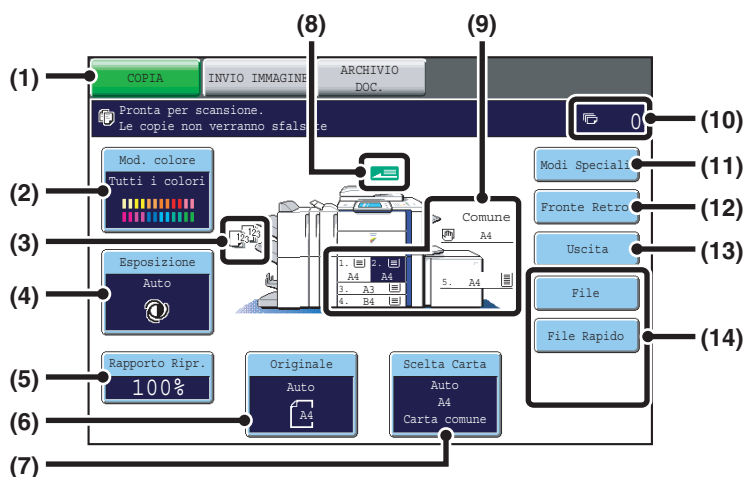 (8)
(9)
(1)
COPIA
INVIO IMMAGINE
ARCHIVIO
DOC.
Pronta per scansione.
Le copie non verranno sfalsate
0
(10)
Mod. colore
Tutti i colori
(2)
Modi Speciali
(11)
Fronte Retro
(12)
Uscita
(13)
(3)
123
123
Comune
A4
1.
A4
2.
A4
3. A3
4. B4
5. A4
Esposizione
Auto
(4)
File
File Rapido
(14)
Rapporto Ripr.
100%
(5)
Originale
Auto
A4
(6)
Scelta Carta
Auto
A4
Carta comune
(7)